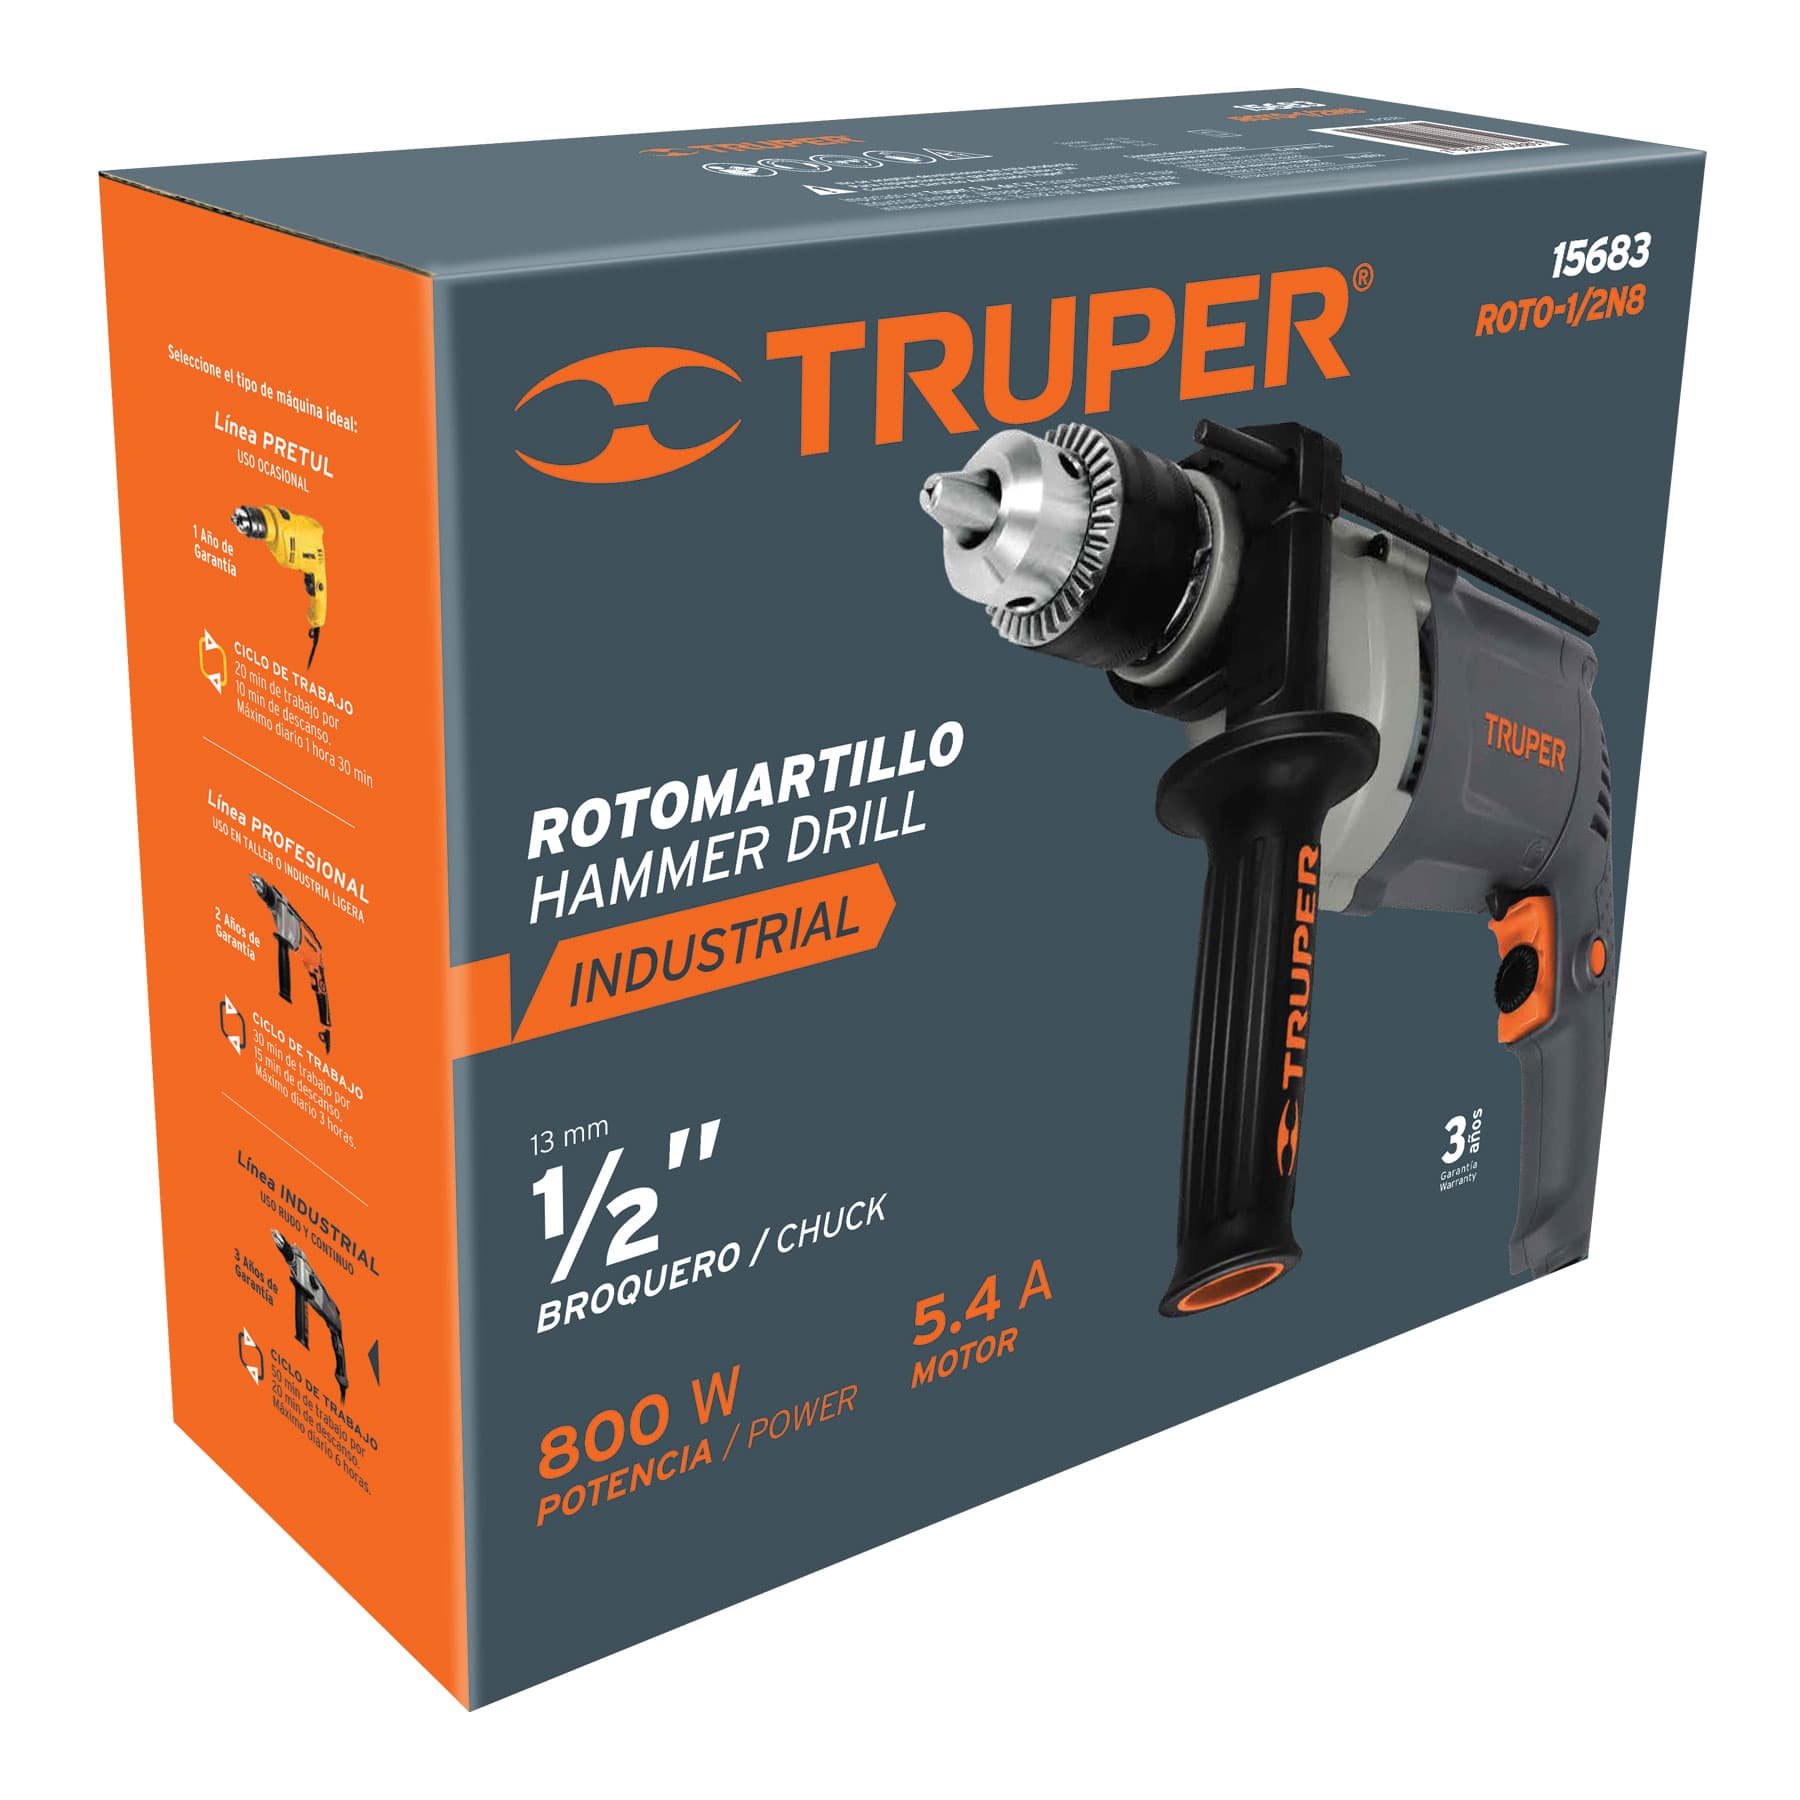 TRUPER
15683
ROTO-1/2N8
TRUPER®
15683
ROTO-1/2N8
ROTOMARTILLO
HAMMER DRILL
INDUSTRIAL
13 mm
1/2"
BROQUERO / CHUCK
800 W
POTENCIA / POWER
5.4 A
MOTOR
TRUPER
TRUPER
3 años
Garantía
Warranty
Seleccione el tipo de máquina ideal:
Línea PRETUL
USO OCASIONAL
1 Año de
Garantía
CICLO DE TRABAJO
20 min de trabajo por
10 min de descanso.
Máximo diario 1 hora 30 min
Línea PROFESIONAL
USO EN TALLER O INDUSTRIA LIGERA
2 Años de
Garantía
CICLO DE TRABAJO
30 min de trabajo por
15 min de descanso.
Máximo diario 3 horas.
Línea INDUSTRIAL
USO RUDO Y CONTINUO
3 Años de
Garantía
CICLO DE TRABAJO
50 min de trabajo por
20 min de descanso.
Máximo diario 6 horas.